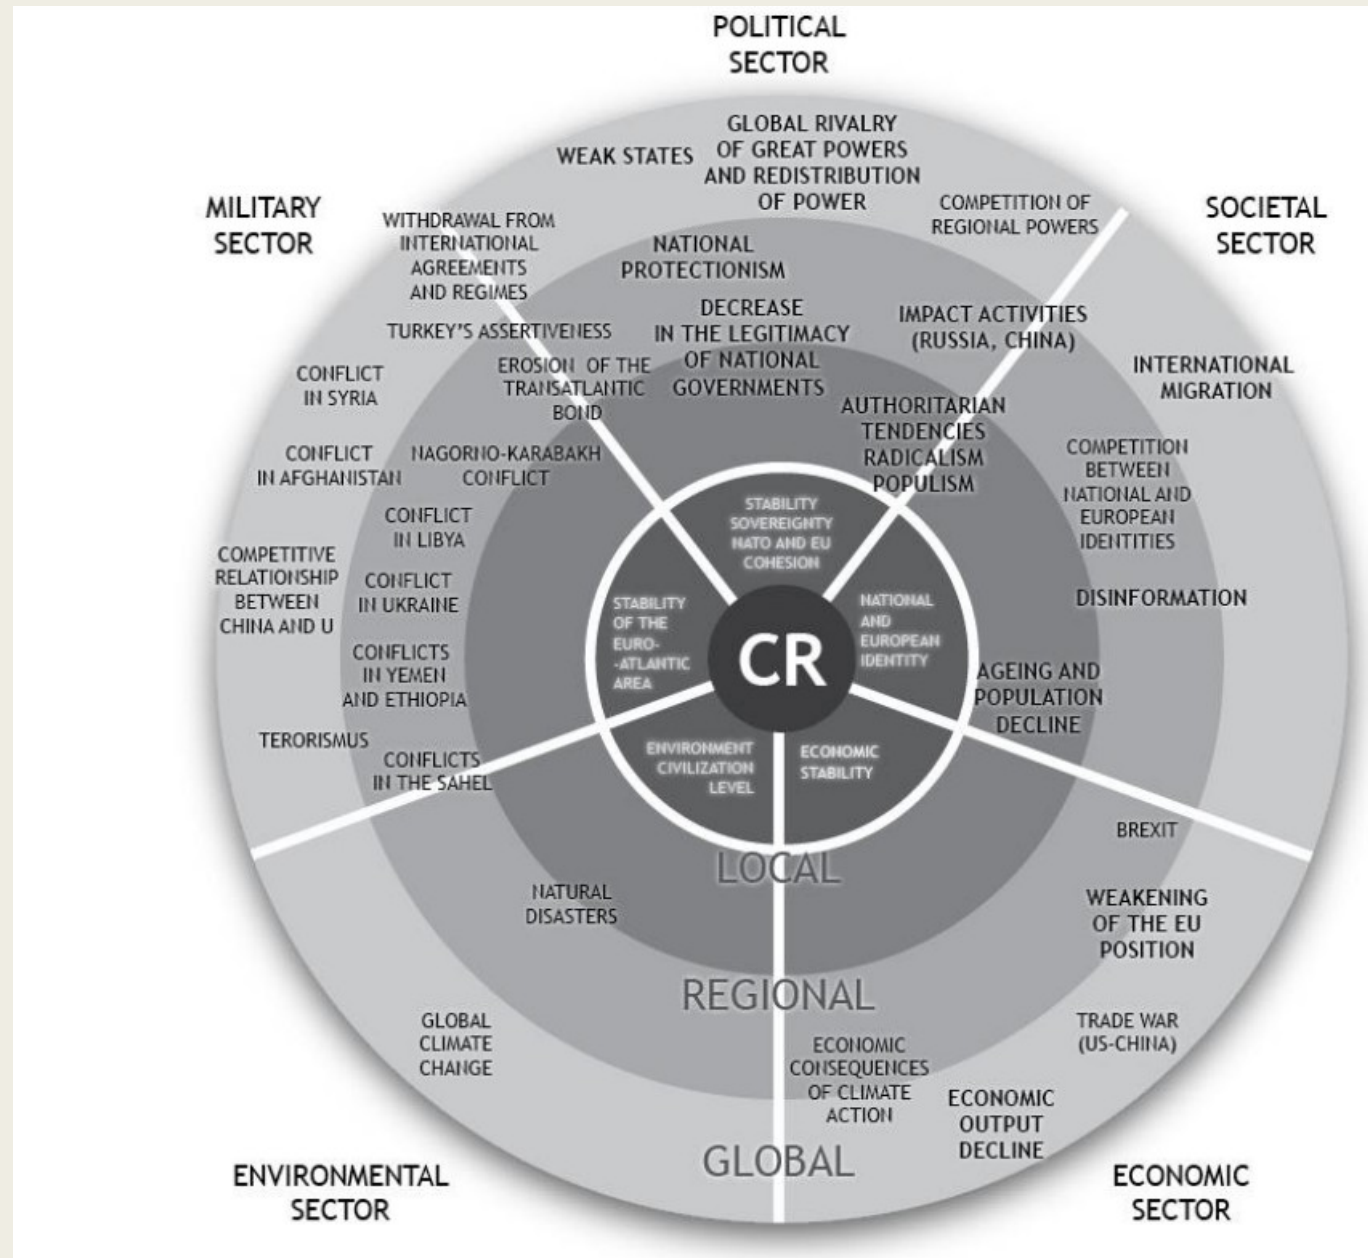 POLITICAL
SECTOR
MILITARY
SECTOR
SOCIETAL
SECTOR
WEAK STATES
GLOBAL RIVALRY
OF GREAT POWERS
AND REDISTRIBUTION
OF POWER
COMPETITION OF
REGIONAL POWERS
WITHDRAWAL FROM
INTERNATIONAL
AGREEMENTS
AND REGIMES
NATIONAL
PROTECTIONISM
TURKEY'S ASSERTIVENESS
DECREASE
IN THE LEGITIMACY
OF NATIONAL
GOVERNMENTS
IMPACT ACTIVITIES
(RUSSIA, CHINA)
EROSION OF THE
TRANSATLANTIC
BOND
AUTHORITARIAN
TENDENCIES
RADICALISM
POPULISM
INTERNATIONAL
MIGRATION
CONFLICT
IN SYRIA
CONFLICT
IN AFGHANISTAN
NAGORNO-KARABAKH
CONFLICT
COMPETITION
BETWEEN
NATIONAL AND
EUROPEAN
IDENTITIES
CONFLICT
IN LIBYA
COMPETITIVE
RELATIONSHIP
BETWEEN
CHINA AND U
CONFLICT
IN UKRAINE
DISINFORMATION
CONFLICTS
IN YEMEN
AND ETHIOPIA
AGEING AND
POPULATION
DECLINE
TERORISMUS
CONFLICTS
IN THE SAHEL
STABILITY
SOVEREIGNTY
NATO AND EU
COHESION
STABILITY
OF THE
EURO-
-ATLANTIC
AREA
NATIONAL
AND
EUROPEAN
IDENTITY
CR
ENVIRONMENT
CIVILIZATION
LEVEL
ECONOMIC
STABILITY
LOCAL
BREXIT
NATURAL
DISASTERS
WEAKENING
OF THE EU
POSITION
REGIONAL
GLOBAL
CLIMATE
CHANGE
TRADE WAR
(US-CHINA)
ECONOMIC
CONSEQUENCES
OF CLIMATE
ACTION
ECONOMIC
OUTPUT
DECLINE
GLOBAL
ENVIRONMENTAL
SECTOR
ECONOMIC
SECTOR